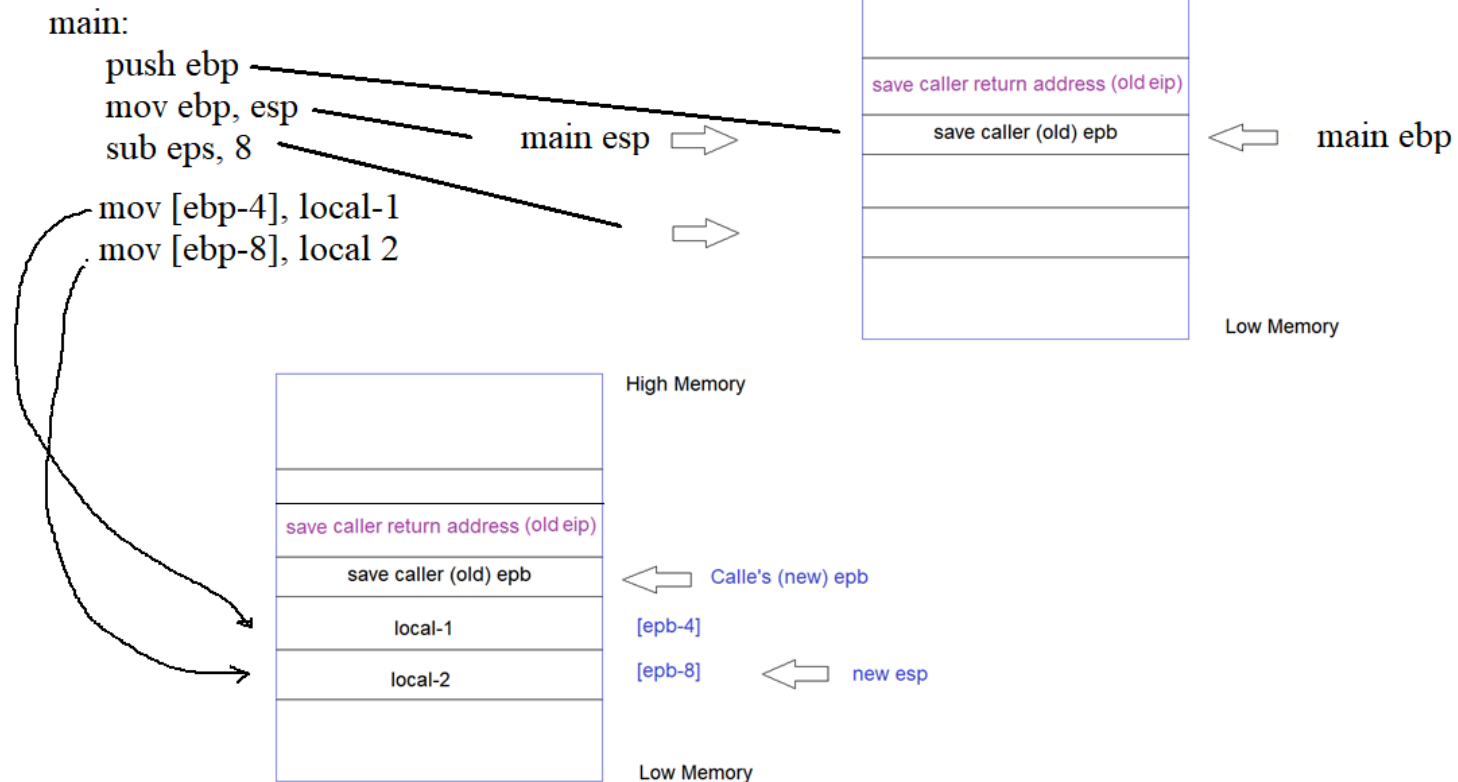 main:
push ebp
mov ebp, esp
sub eps, 8
mov [ebp-4], local-1
mov [ebp-8], local 2
save caller return address (old eip)
main esp
save caller (old) epb
main ebp
Low Memory
High Memory
save caller return address (old eip)
save caller (old) epb
Calle's (new) epb
local-1
[epb-4]
local-2
[epb-8]
new esp
Low Memory